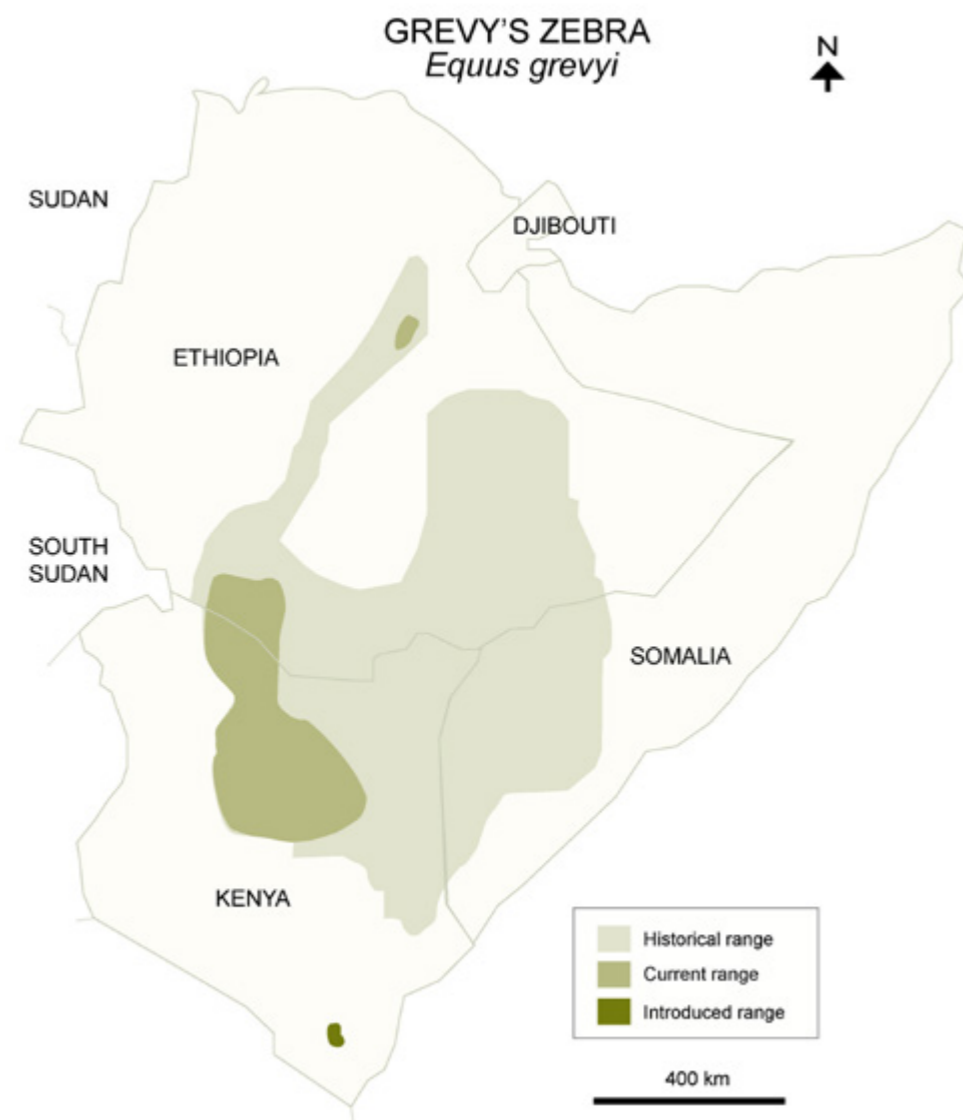 GREVY'S ZEBRA
Equus grevyi
N
SUDAN
DJIBOUTI
ETHIOPIA
SOUTH
SUDAN
SOMALIA
KENYA
Historical range
Current range
Introduced range
400 km